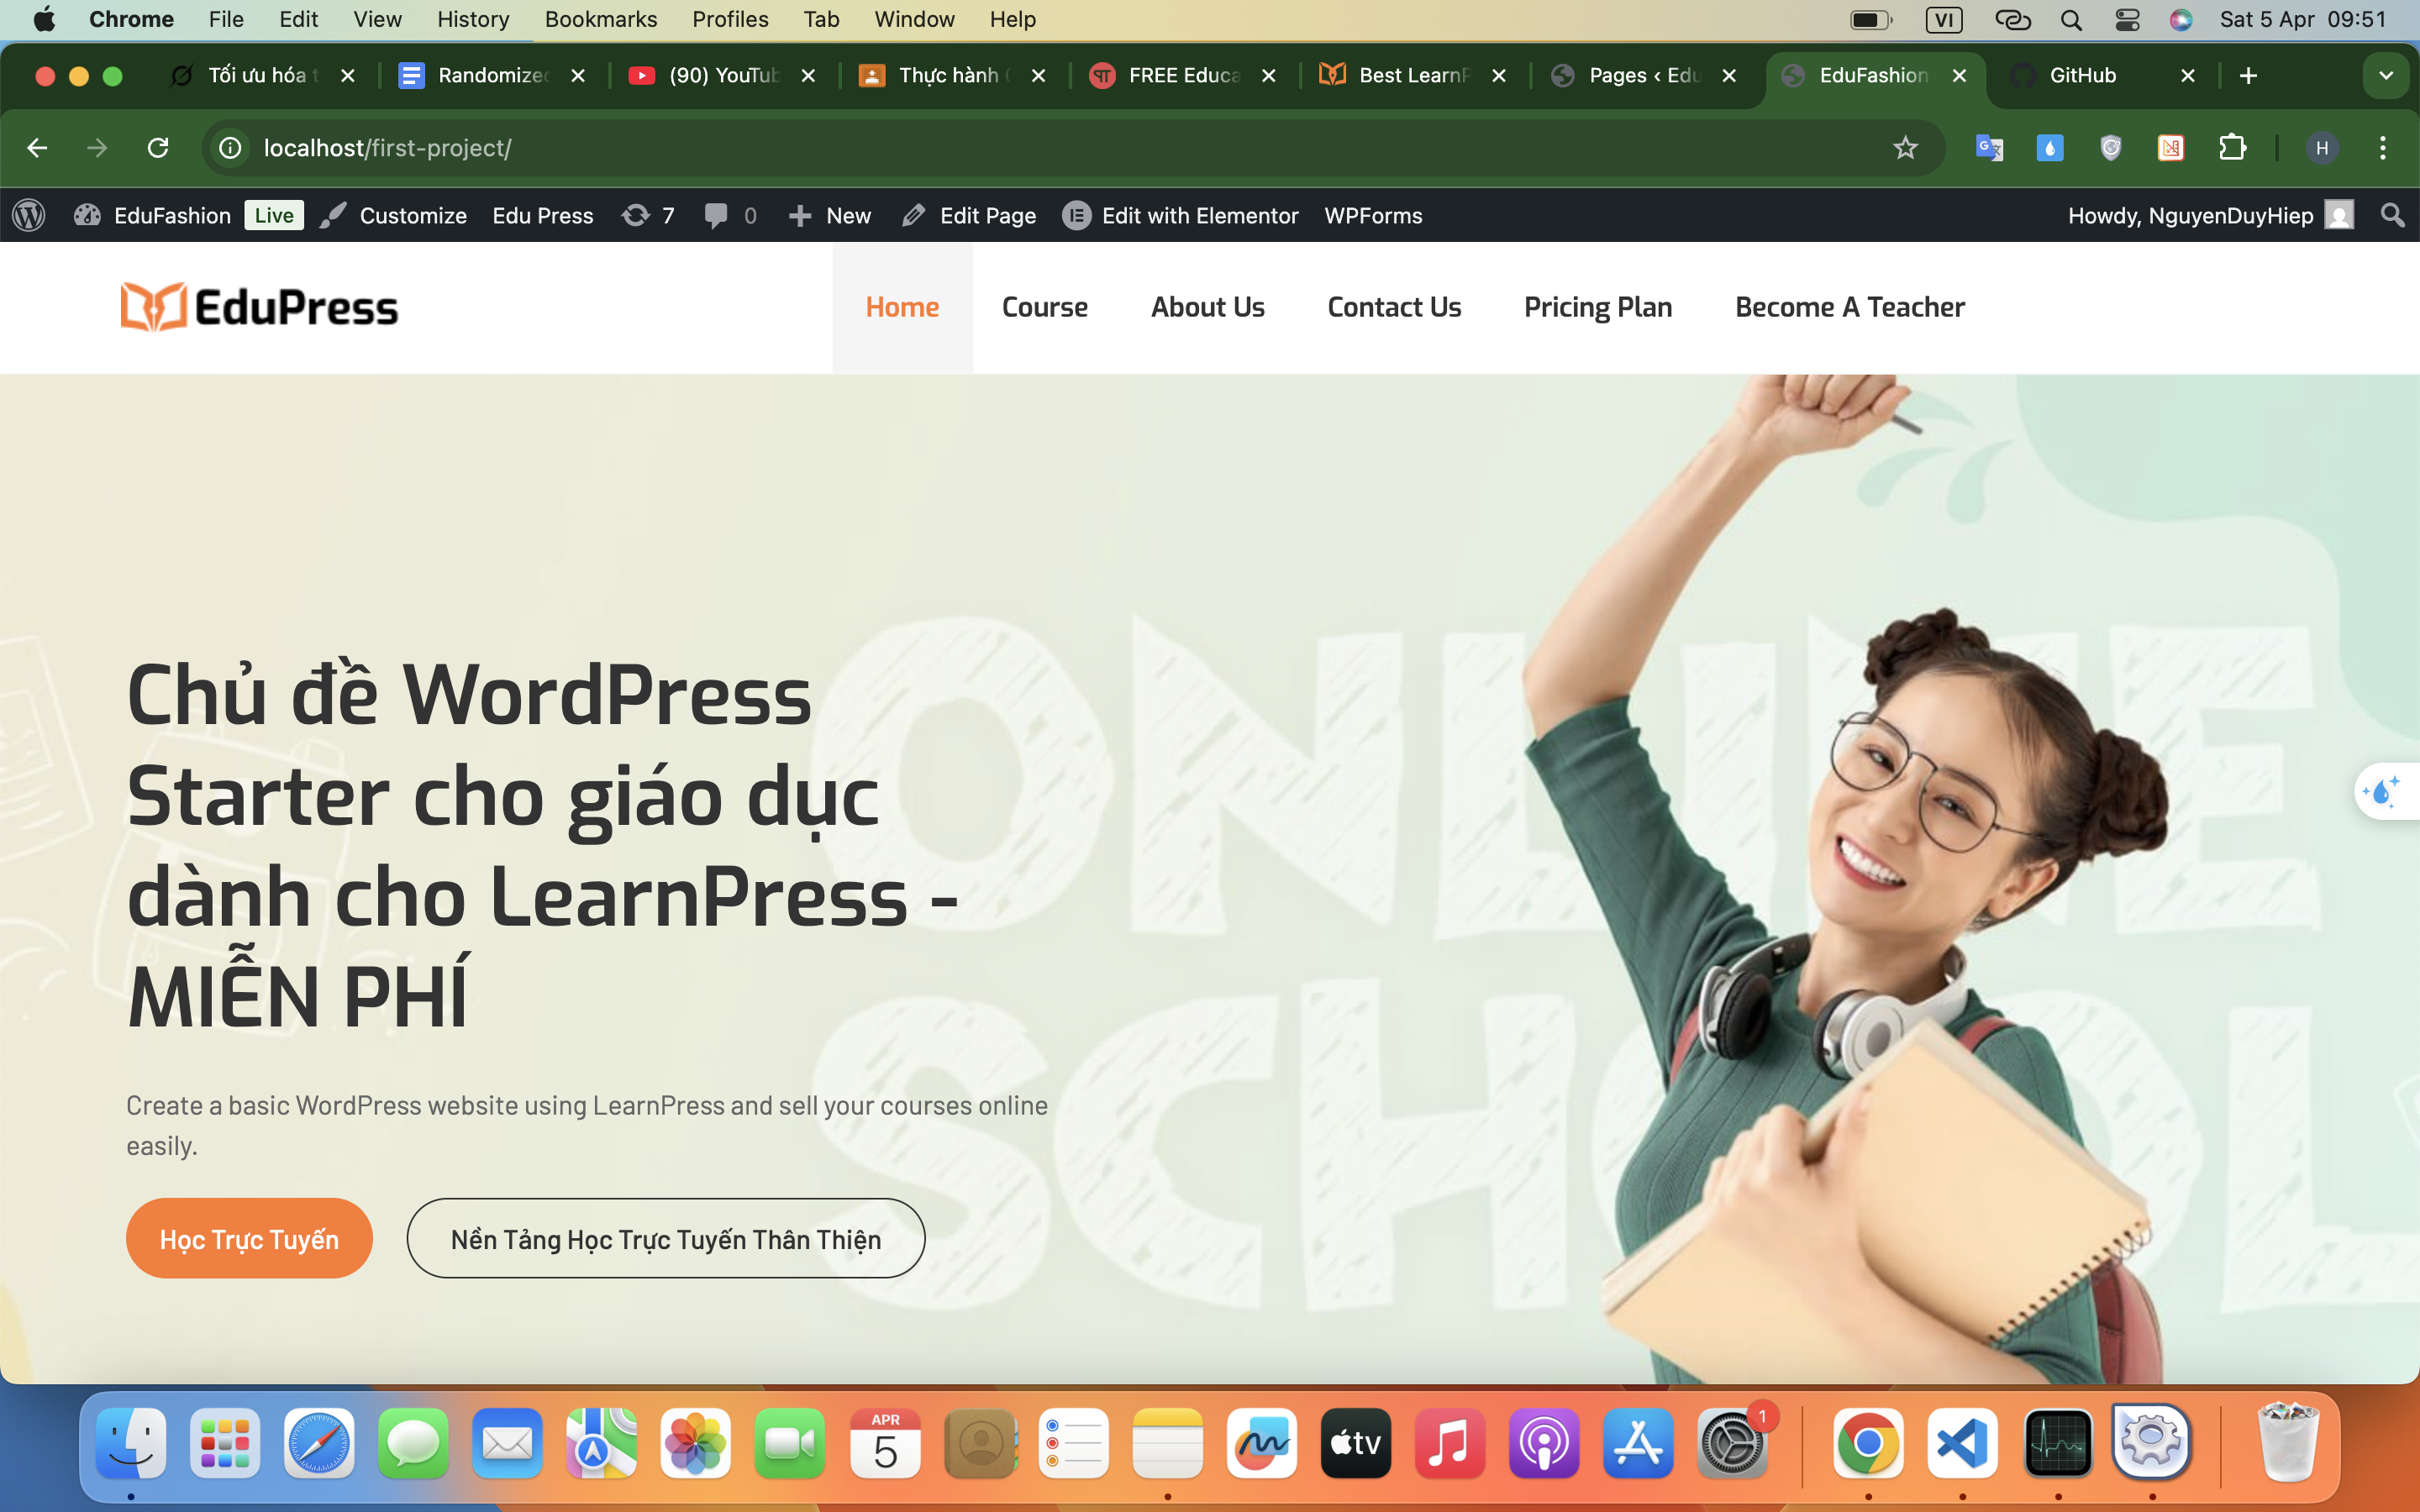 Chrome File Edit View History Bookmarks Profiles Tab Window Help VI Sat 5 Apr 09:51
Tối ưu hóa t Randomized (90) YouTub Thực hành FREE Educa Best LearnP Pages ‹ Edu EduFashion GitHub
localhost/first-project/ H
EduFashion Live Customize Edu Press 7 0 New Edit Page Edit with Elementor WPForms Howdy, NguyenDuyHiep
EduPress Home Course About Us Contact Us Pricing Plan Become A Teacher
ONLINE
SCHOOL
Chủ đề WordPress
Starter cho giáo dục
dành cho LearnPress -
MIỄN PHÍ
Create a basic WordPress website using LearnPress and sell your courses online
easily.
Học Trực Tuyến Nền Tảng Học Trực Tuyến Thân Thiện
APR
5
tv
1